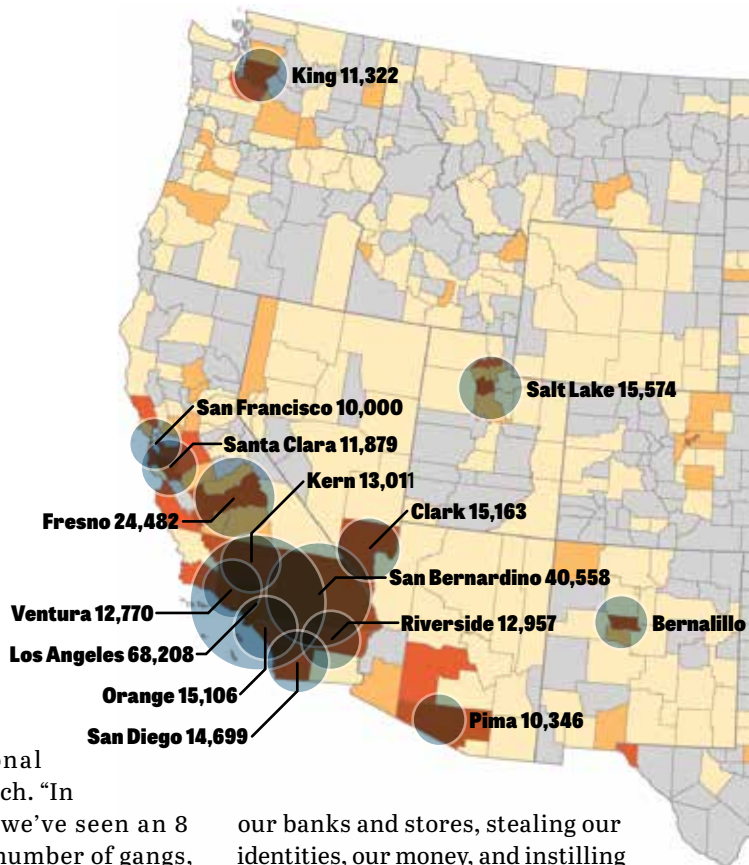 King 11,322
Salt Lake 15,574
San Francisco 10,000
Santa Clara 11,879
Kern 13,011
Fresno 24,482
Clark 15,163
San Bernardino 40,558
Ventura 12,770
Riverside 12,957
Bernalillo
Los Angeles 68,208
Orange 15,106
Pima 10,346
San Diego 14,699
onal
ch. “In
we’ve seen an 8
number of gangs,
our banks and stores, stealing our
identities, our money, and instilling